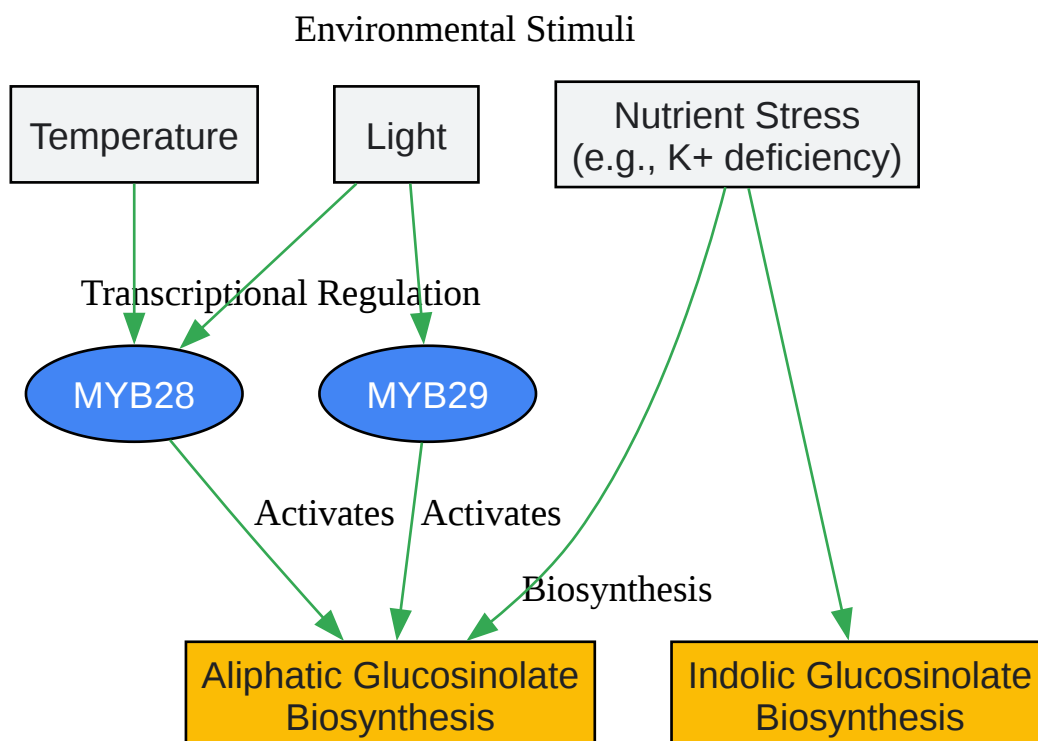 Environmental Stimuli
Temperature
Light
Nutrient Stress
(e.g., K+ deficiency)
Transcriptional Regulation
MYB28
MYB29
Activates
Activates
Biosynthesis
Aliphatic Glucosinolate
Biosynthesis
Indolic Glucosinolate
Biosynthesis